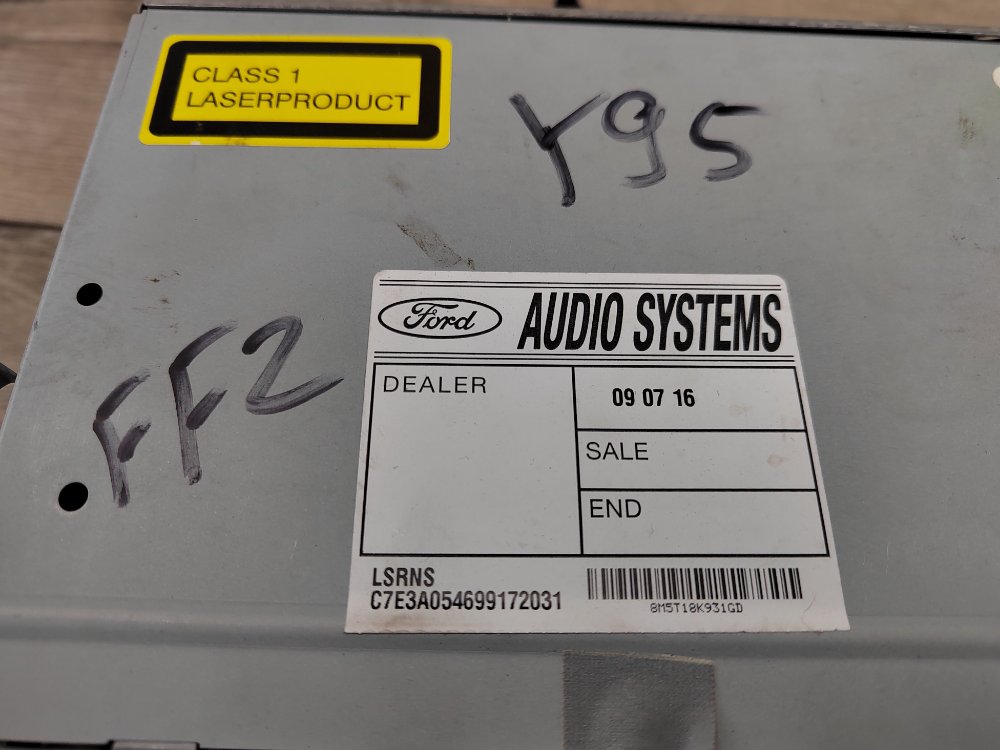 CLASS 1
LASERPRODUCT
Y95
FF2
Ford AUDIO SYSTEMS
DEALER
09 07 16
SALE
END
LSRNS
C7E3A054699172031
8M5T18K931GD